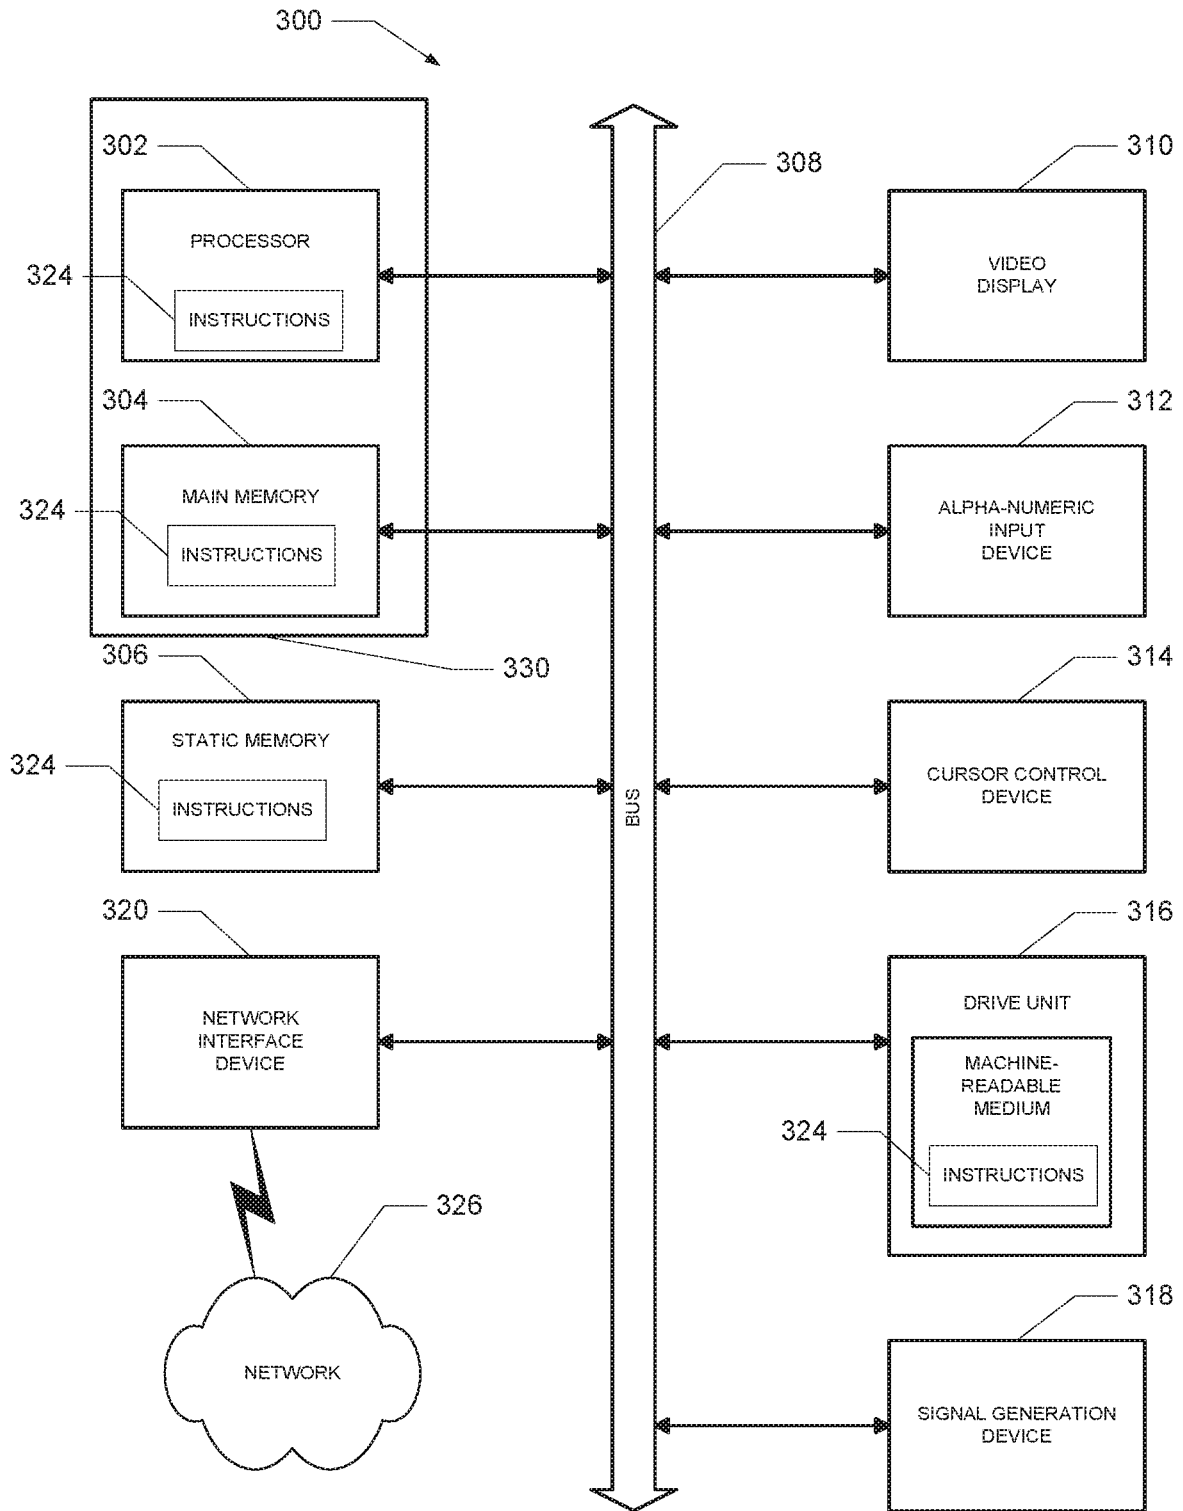 300
302
PROCESSOR
324
INSTRUCTIONS
304
MAIN MEMORY
324
INSTRUCTIONS
330
306
STATIC MEMORY
324
INSTRUCTIONS
320
NETWORK
INTERFACE
DEVICE
326
NETWORK
308
BUS
310
VIDEO
DISPLAY
312
ALPHA-NUMERIC
INPUT
DEVICE
314
CURSOR CONTROL
DEVICE
316
DRIVE UNIT
MACHINE-
READABLE
MEDIUM
324
INSTRUCTIONS
318
SIGNAL GENERATION
DEVICE